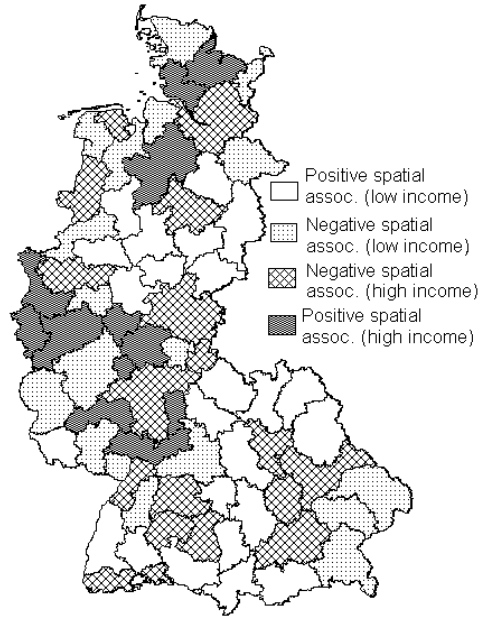 Positive spatial
assoc. (low income)
Negative spatial
assoc. (low income)
Negative spatial
assoc. (high income)
Positive spatial
assoc. (high income)